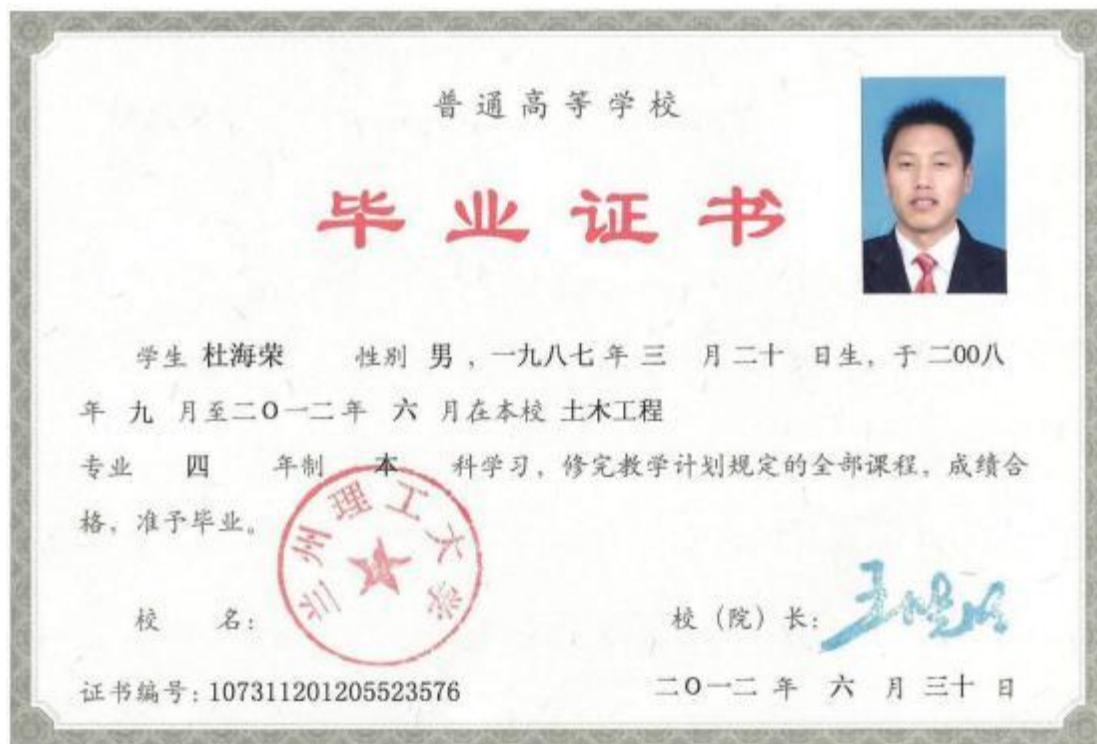 普通高等学校
毕业证书
学生 杜海荣 性别 男 , 一九八七 年 三 月 二十 日生, 于 二00八
年 九 月至二O一二 年 六 月在本校 土木工程
专业 四 年制 本 科学习, 修完教学计划规定的全部课程, 成绩合
格, 准予毕业。
兰州理工大学
校 名: 校 (院) 长:
证书编号: 107311201205523576 二O一二 年 六 月 三十 日